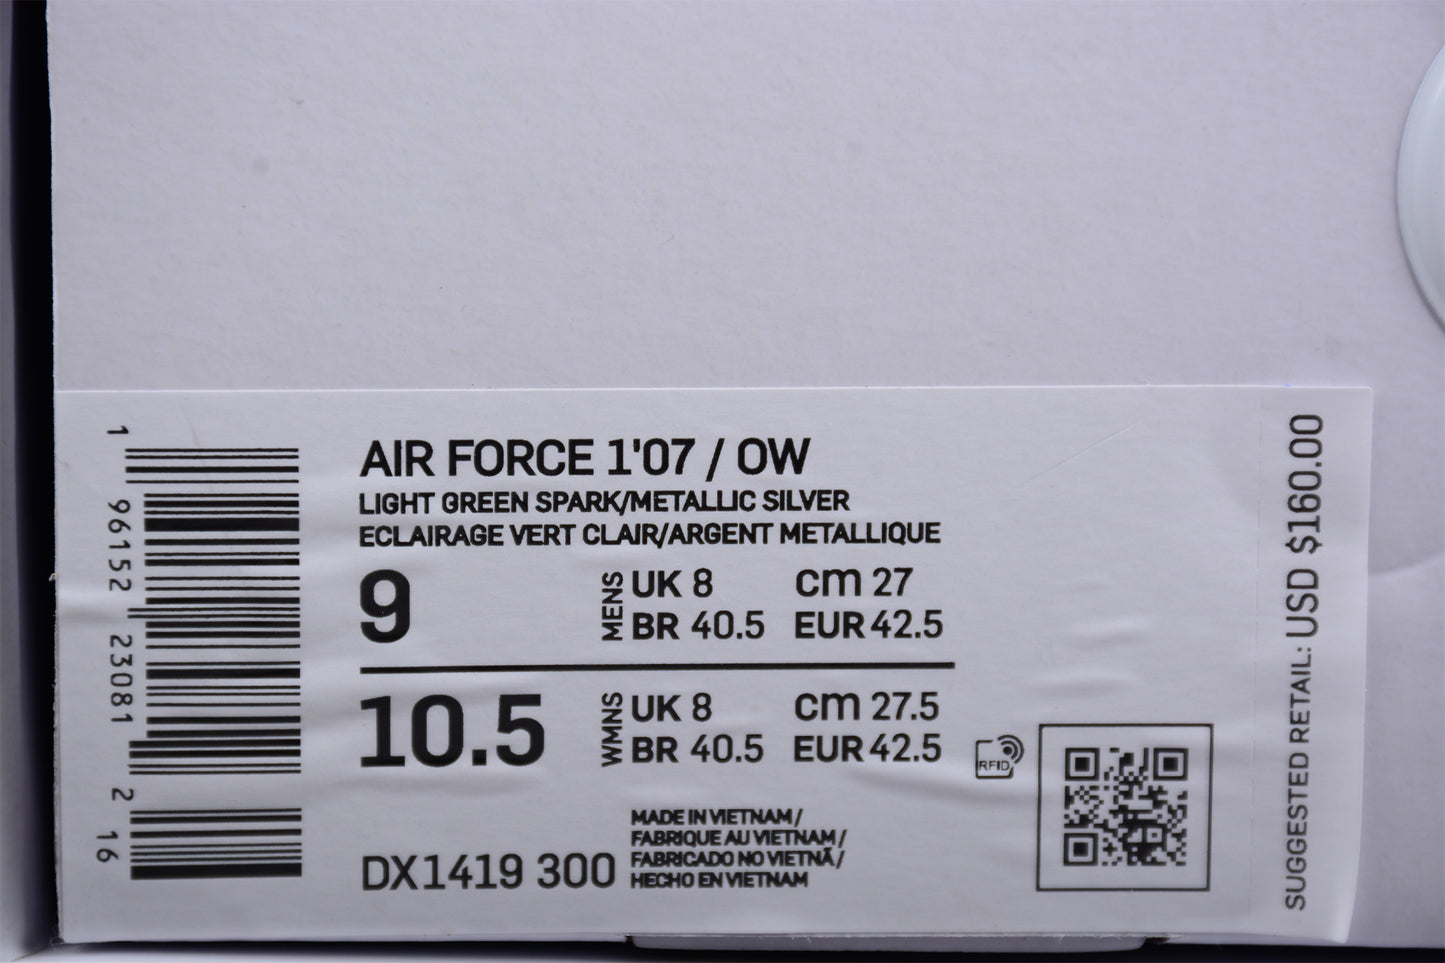 AIR FORCE 1'07 / OW
LIGHT GREEN SPARK/METALLIC SILVER
ECLAIRAGE VERT CLAIR/ARGENT METALLIQUE
9
MENS
UK 8 cm 27
BR 40.5 EUR 42.5
10.5
WMNS
UK 8 cm 27.5
BR 40.5 EUR 42.5
DX1419 300
MADE IN VIETNAM/
FABRIQUE AU VIETNAM/
FABRICADO NO VIETNÃ/
HECHO EN VIETNAM
RFID
1 96152 23081 2 16
SUGGESTED RETAIL: USD $160.00